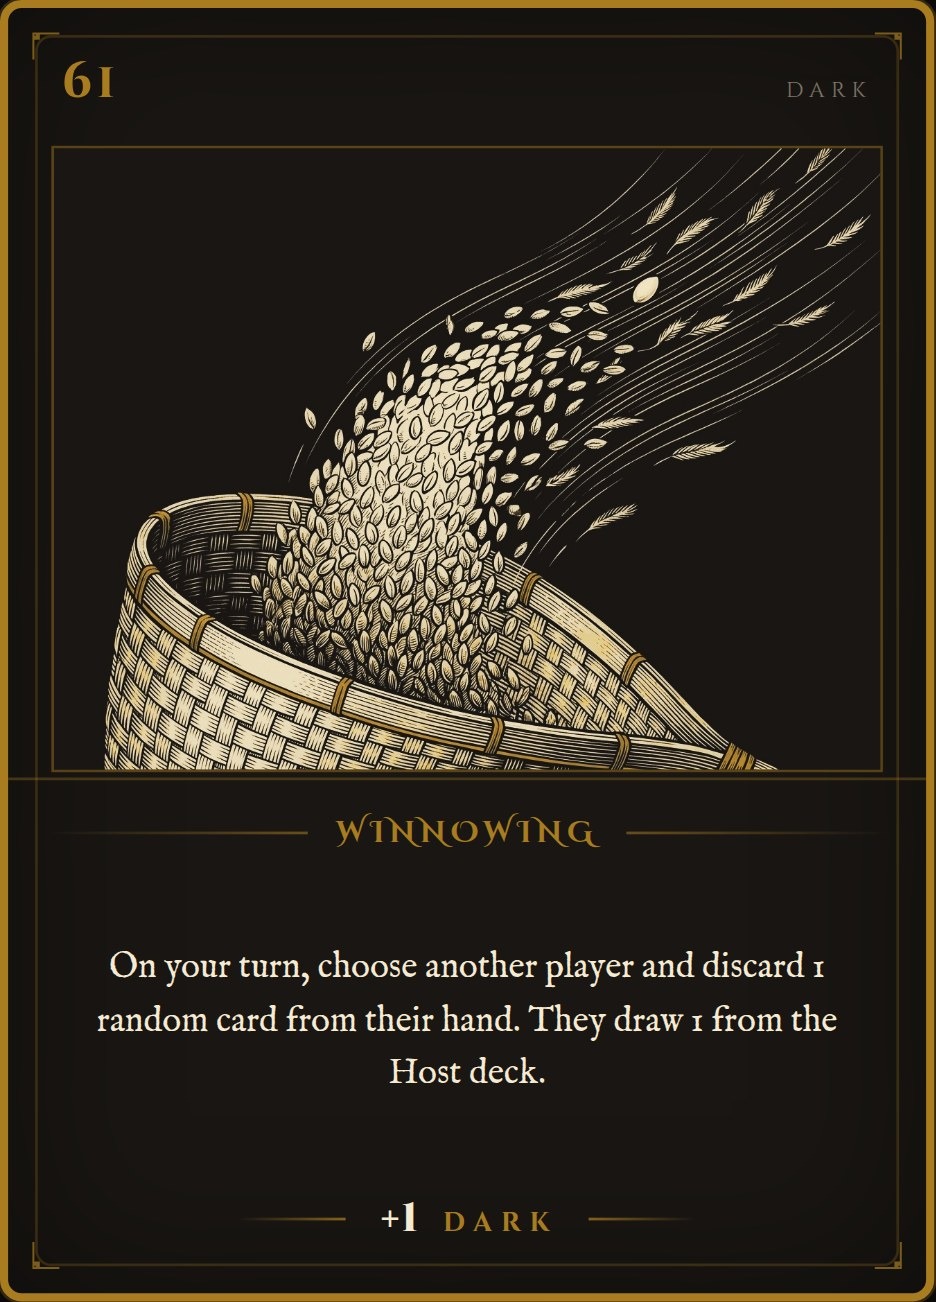 61
DARK
WINNOWING
On your turn, choose another player and discard 1
random card from their hand. They draw 1 from the
Host deck.
+1 DARK